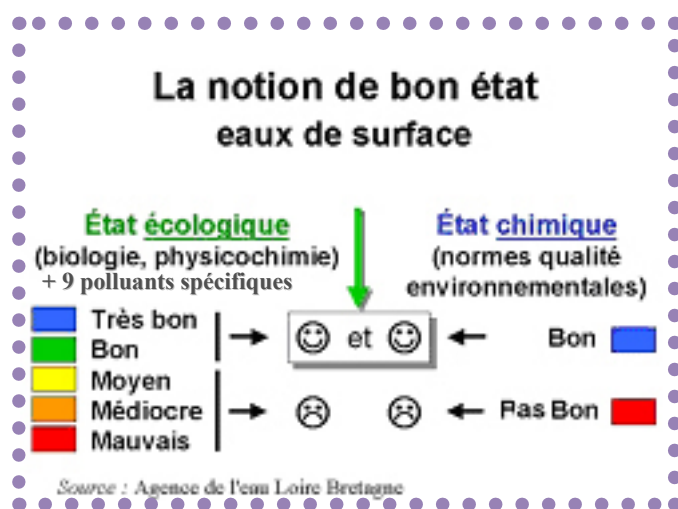 La notion de bon état
eaux de surface
État écologique
(biologie, physicochimie)
+ 9 polluants spécifiques
État chimique
(normes qualité
environnementales)
Très bon
Bon
Moyen
Médiocre
Mauvais
et
Bon
Pas Bon
Source : Agence de l'eau Loire Bretagne